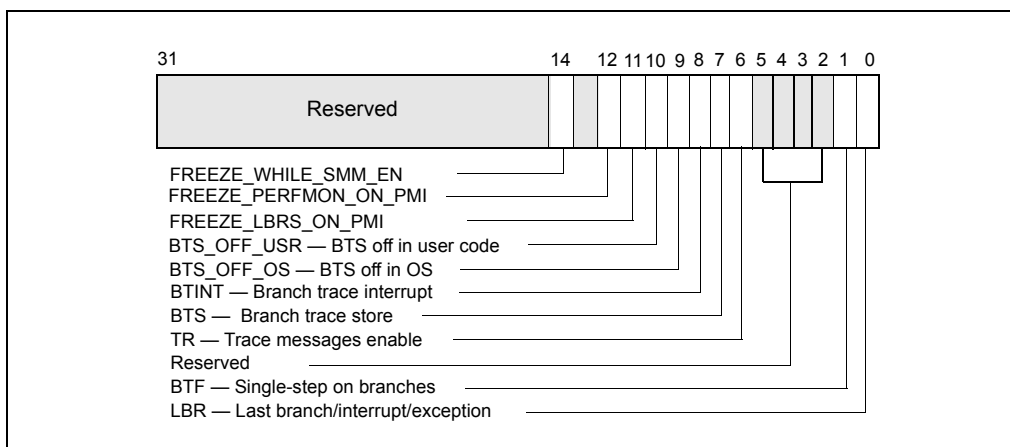 31 14 12 11 10 9 8 7 6 5 4 3 2 1 0
Reserved
FREEZE_WHILE_SMM_EN
FREEZE_PERFMON_ON_PMI
FREEZE_LBRS_ON_PMI
BTS_OFF_USR — BTS off in user code
BTS_OFF_OS — BTS off in OS
BTINT — Branch trace interrupt
BTS — Branch trace store
TR — Trace messages enable
Reserved
BTF — Single-step on branches
LBR — Last branch/interrupt/exception